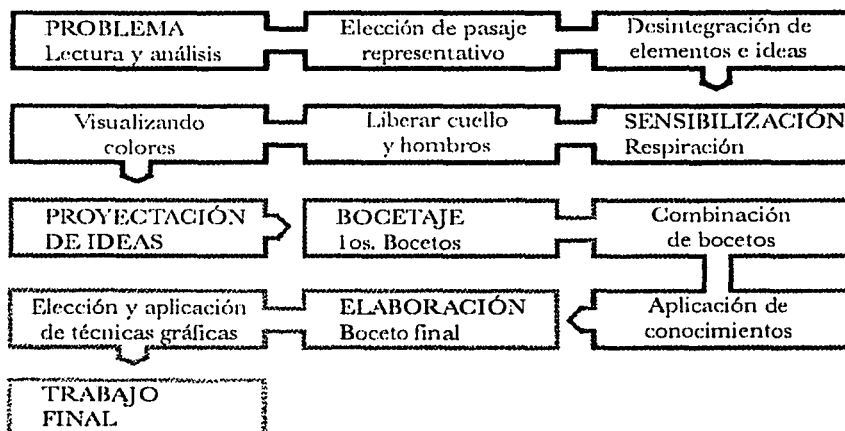 PROBLEMA
Lectura y análisis
Elección de pasaje
representativo
Desintegración de
elementos e ideas
SENSIBILIZACIÓN
Respiración
Liberar cuello
y hombros
Visualizando
colores
PROYECTACIÓN
DE IDEAS
BOCETAJE
1os. Bocetos
Combinación
de bocetos
Aplicación de
conocimientos
ELABORACIÓN
Boceto final
Elección y aplicación
de técnicas gráficas
TRABAJO
FINAL